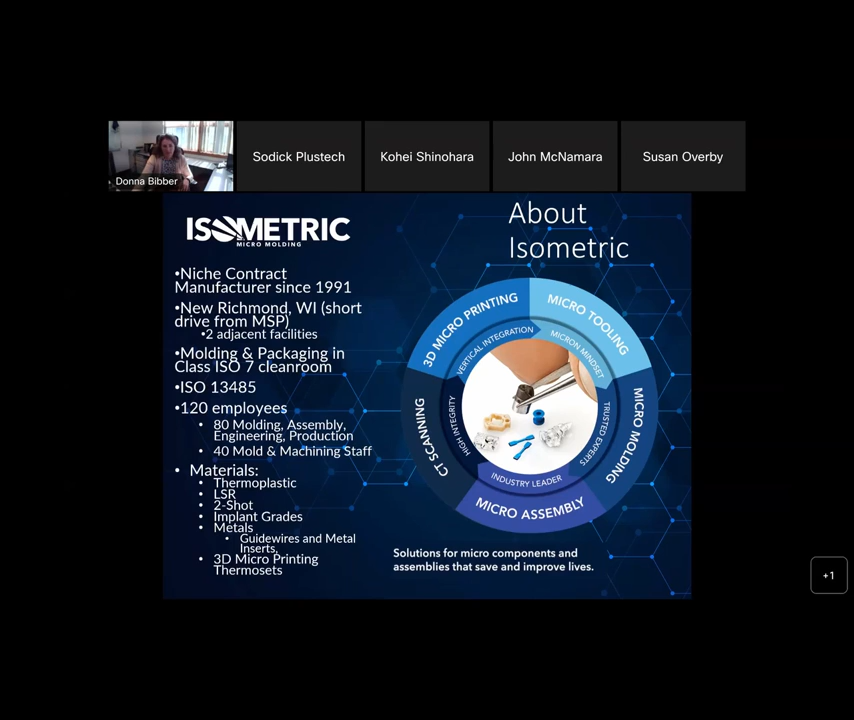 Donna Bibber
Sodick Plustech
Kohei Shinohara
John McNamara
Susan Overby
ISOMETRIC
MICRO MOLDING
About
Isometric
•Niche Contract
Manufacturer since 1991
•New Richmond, WI (short
drive from MSP)
•2 adjacent facilities
•Molding & Packaging in
Class ISO 7 cleanroom
•ISO 13485
•120 employees
• 80 Molding, Assembly,
Engineering, Production
• 40 Mold & Machining Staff
• Materials:
• Thermoplastic
• LSR
• 2-Shot
• Implant Grades
• Metals
• Guidewires and Metal
Inserts,
• 3D Micro Printing
Thermosets
3D MICRO PRINTING
MICRO TOOLING
MICRO MOLDING
MICRO ASSEMBLY
CT SCANNING
VERTICAL INTEGRATION
MICRON MINDSET
TRUSTED EXPERTS
INDUSTRY LEADER
HIGH INTEGRITY
Solutions for micro components and
assemblies that save and improve lives.
+1